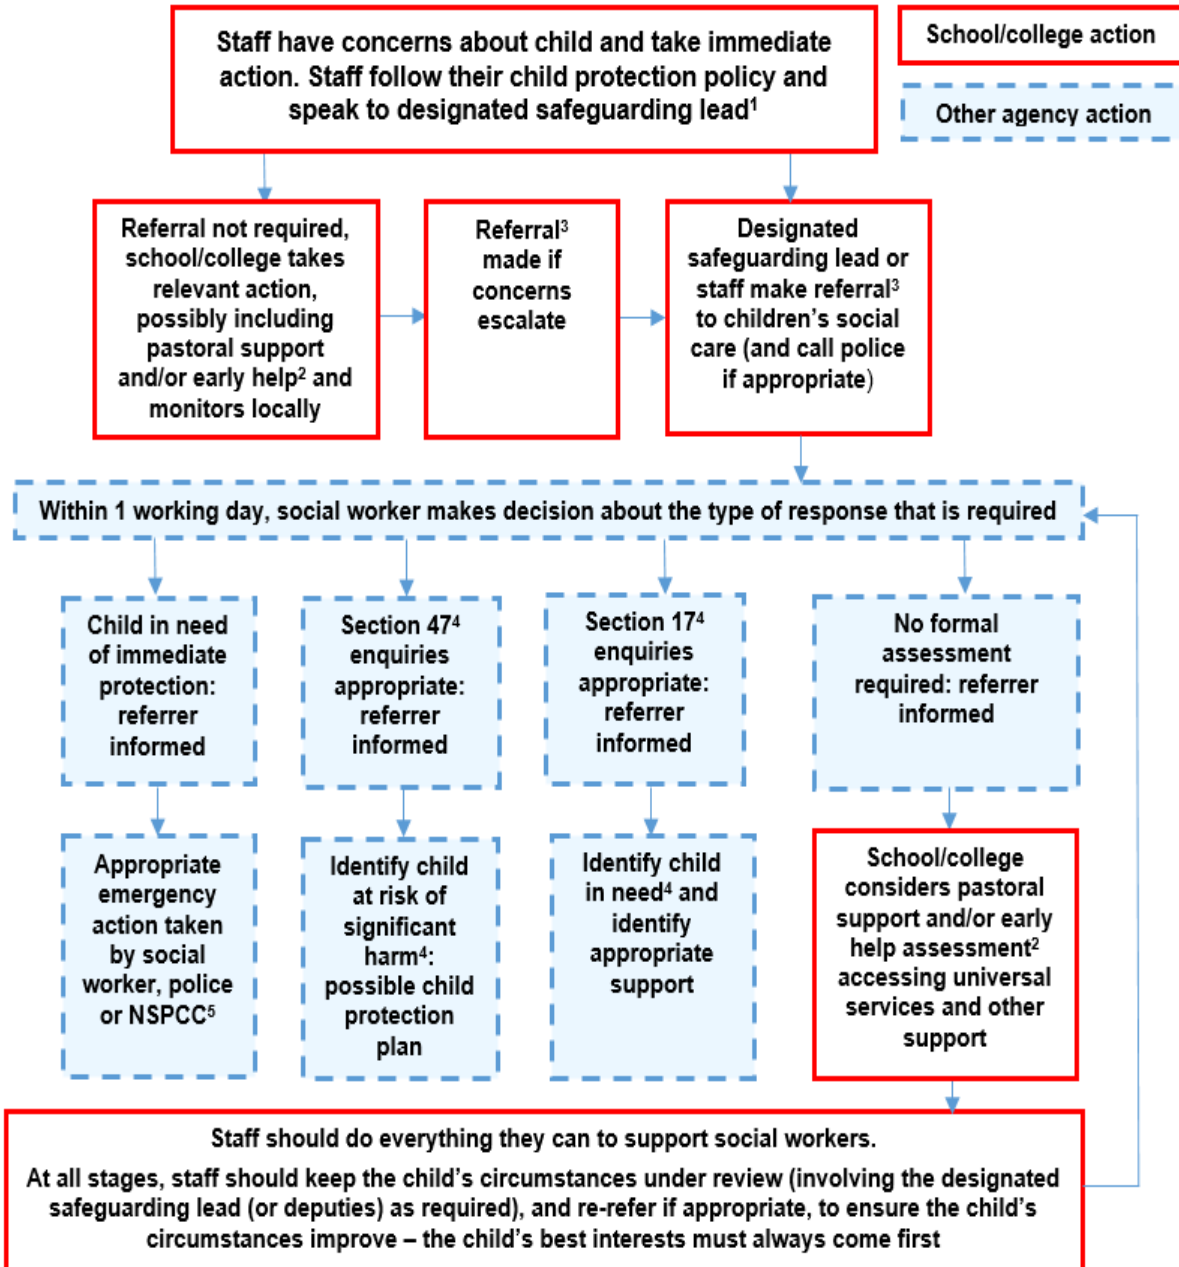 Staff have concerns about child and take immediate
action. Staff follow their child protection policy and
speak to designated safeguarding lead¹
School/college action
Other agency action
Referral not required,
school/college takes
relevant action,
possibly including
pastoral support
and/or early help² and
monitors locally
Referral³
made if
concerns
escalate
Designated
safeguarding lead or
staff make referral³
to children’s social
care (and call police
if appropriate)
Within 1 working day, social worker makes decision about the type of response that is required
Child in need
of immediate
protection:
referrer
informed
Section 47⁴
enquiries
appropriate:
referrer
informed
Section 17⁴
enquiries
appropriate:
referrer
informed
No formal
assessment
required: referrer
informed
Appropriate
emergency
action taken
by social
worker, police
or NSPCC⁵
Identify child
at risk of
significant
harm⁴:
possible child
protection
plan
Identify child
in need⁴ and
identify
appropriate
support
School/college
considers pastoral
support and/or early
help assessment²
accessing universal
services and other
support
Staff should do everything they can to support social workers.
At all stages, staff should keep the child’s circumstances under review (involving the designated
safeguarding lead (or deputies) as required), and re-refer if appropriate, to ensure the child’s
circumstances improve – the child’s best interests must always come first